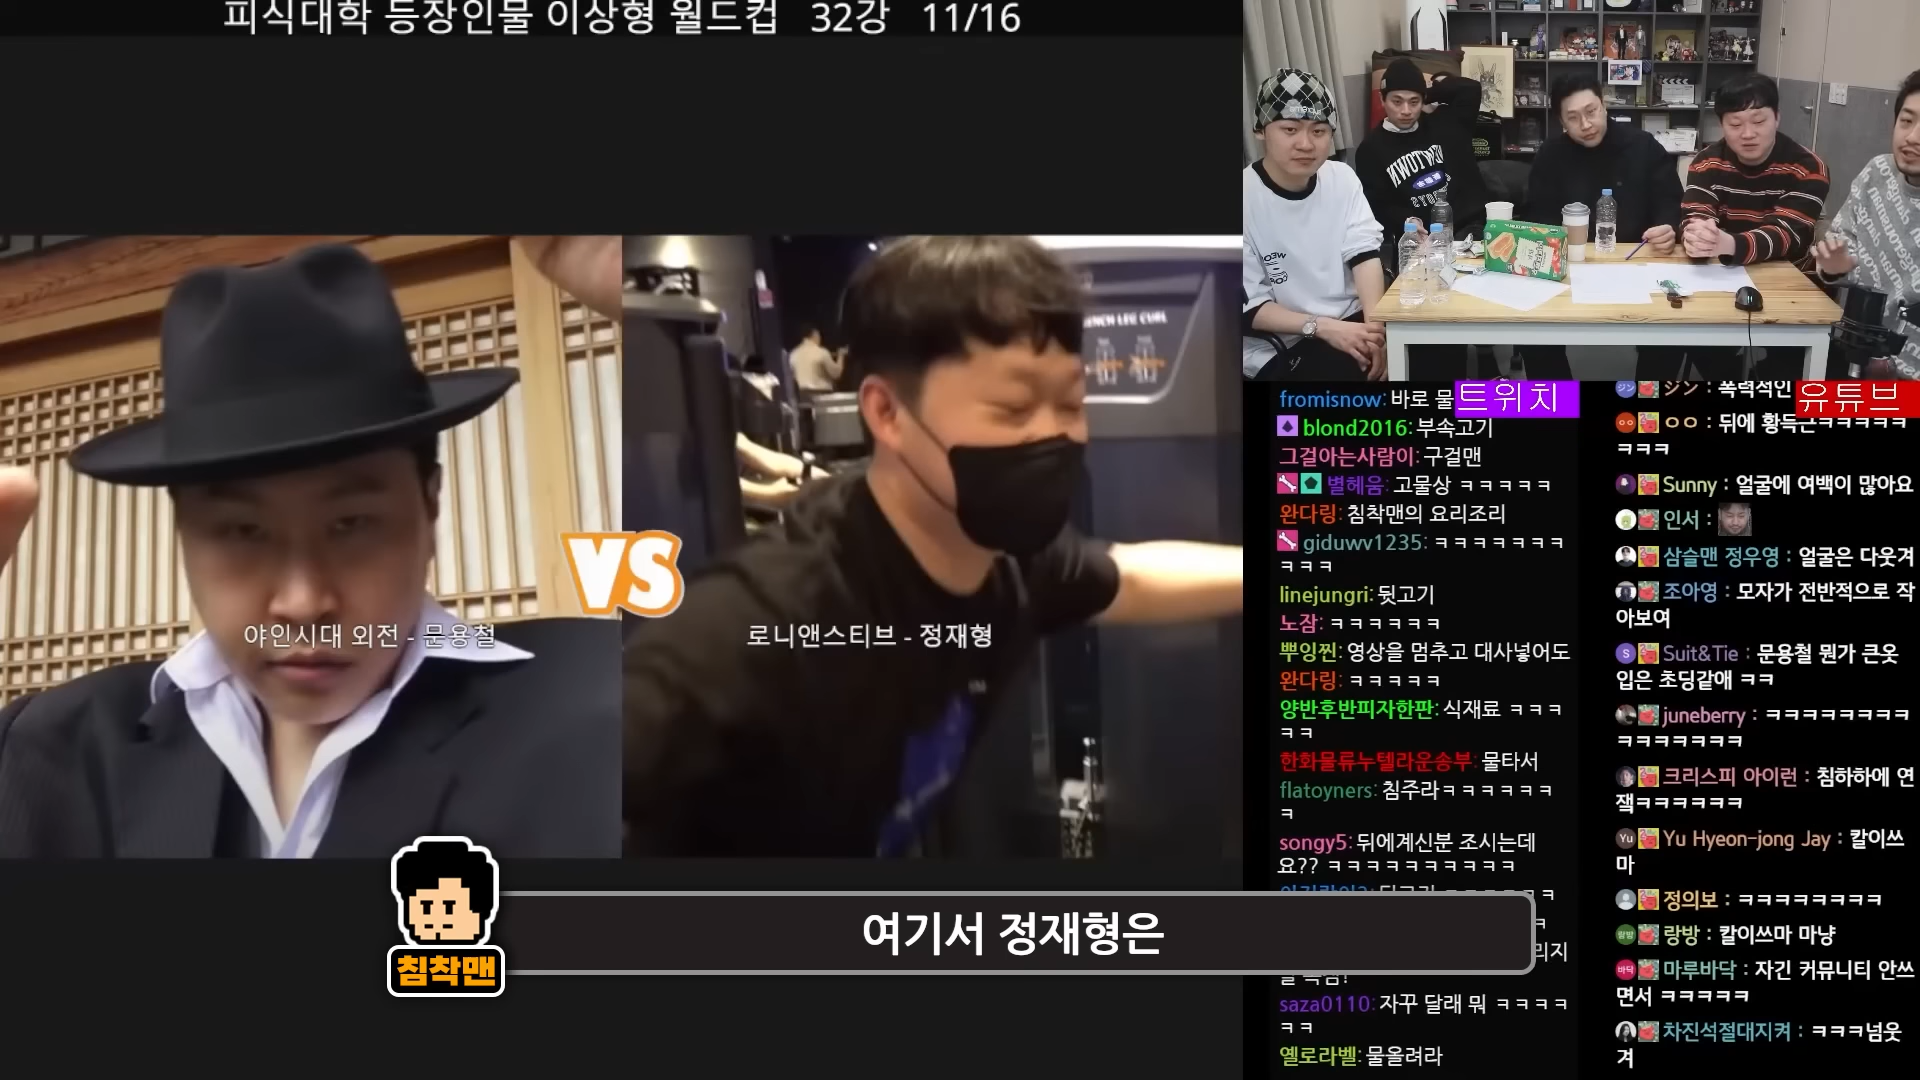 피식대학 등장인물 이상형 월드컵 32강 11/16
야인시대 외전 - 문용철
VS
로니앤스티브 - 정재형
침착맨
여기서 정재형은
트위치
fromisnow: 바로 물
blond2016: 부속고기
그걸아는사람이: 구걸맨
별헤움: 고물상 ㅋㅋㅋㅋㅋ
완다링: 침착맨의 요리조리
giduwv1235: ㅋㅋㅋㅋㅋㅋㅋ
ㅋㅋㅋ
linejungri: 뒷고기
노잠: ㅋㅋㅋㅋㅋㅋ
뿌잉찐: 영상을 멈추고 대사넣어도
완다링: ㅋㅋㅋㅋㅋ
양반후반피자한판: 식재료 ㅋㅋㅋ
ㅋㅋ
한화물류누텔라운송부: 물타서
flatoyners: 침주라ㅋㅋㅋㅋㅋㅋ
ㅋ
songy5: 뒤에계신분 조시는데
요?? ㅋㅋㅋㅋㅋㅋㅋㅋㅋㅋ
saza0110: 자꾸 달래 뭐 ㅋㅋㅋㅋ
ㅋㅋ
옐로라벨: 물올려라
유튜브
ジン : 폭력적인
ㅇㅇ : 뒤에 황득근ㅋㅋㅋㅋㅋ
ㅋㅋㅋ
Sunny : 얼굴에 여백이 많아요
인서 :
삼슬맨 정우영 : 얼굴은 다웃겨
조아영 : 모자가 전반적으로 작
아보여
Suit&Tie : 문용철 뭔가 큰옷
입은 초딩같애 ㅋㅋ
juneberry : ㅋㅋㅋㅋㅋㅋㅋㅋ
ㅋㅋㅋㅋㅋㅋㅋ
크리스피 아이런 : 침하하에 연
잼ㅋㅋㅋㅋㅋㅋ
Yu Hyeon-jong Jay : 칼이쓰
마
정의보 : ㅋㅋㅋㅋㅋㅋㅋㅋ
랑방 : 칼이쓰마 마냥
마루바닥 : 자긴 커뮤니티 안쓰
면서 ㅋㅋㅋㅋㅋ
차진석절대지켜 : ㅋㅋㅋ넘웃
겨